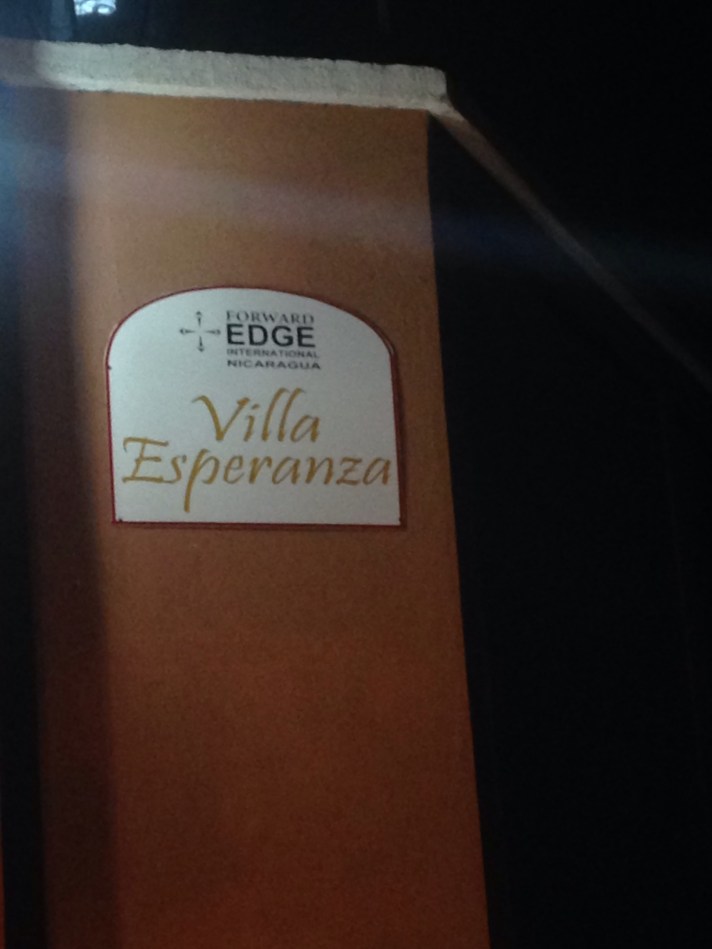 FORWARD
EDGE
INTERNATIONAL
NICARAGUA
Villa
Esperanza